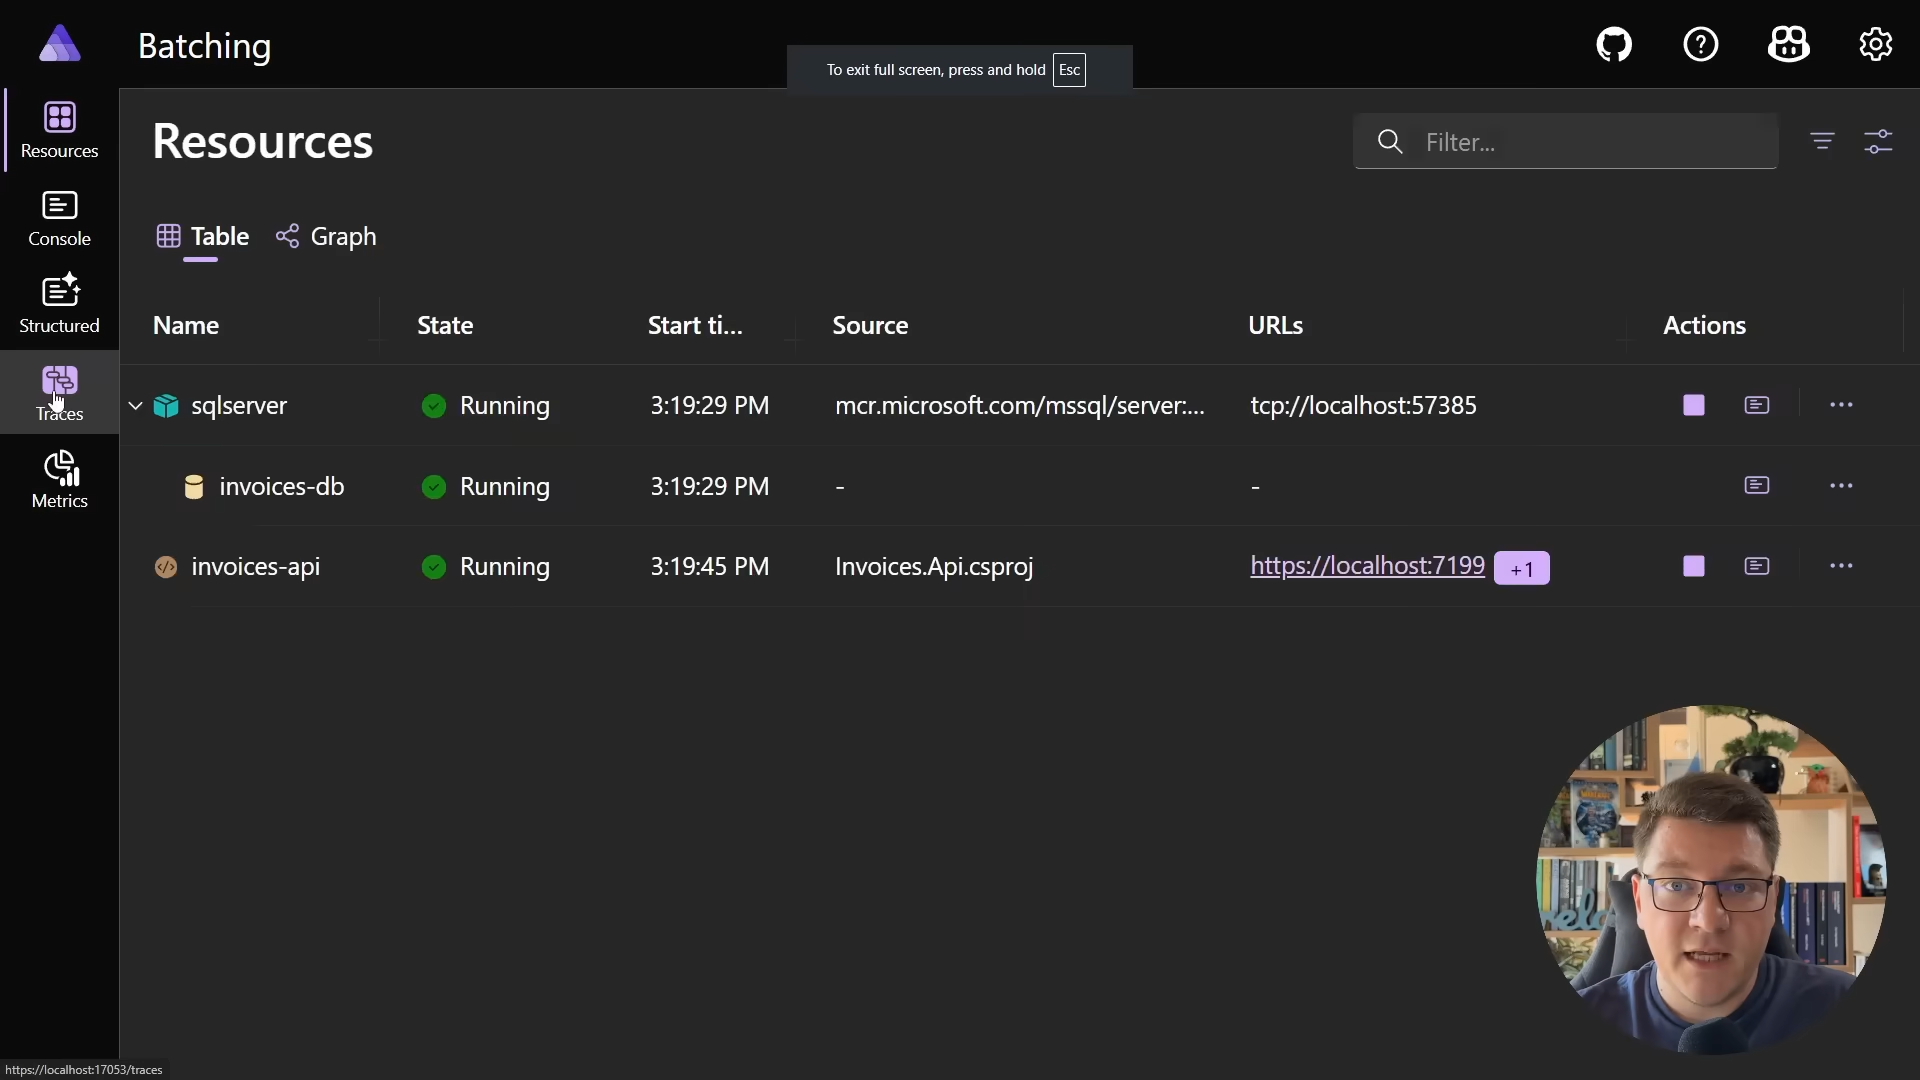 Batching
To exit full screen, press and hold Esc
Resources
Console
Structured
Traces
Metrics
Resources
Filter...
Table Graph
Name State Start ti... Source URLs Actions
sqlserver Running 3:19:29 PM mcr.microsoft.com/mssql/server:... tcp://localhost:57385
invoices-db Running 3:19:29 PM - -
invoices-api Running 3:19:45 PM Invoices.Api.csproj https://localhost:7199 +1
https://localhost:17053/traces